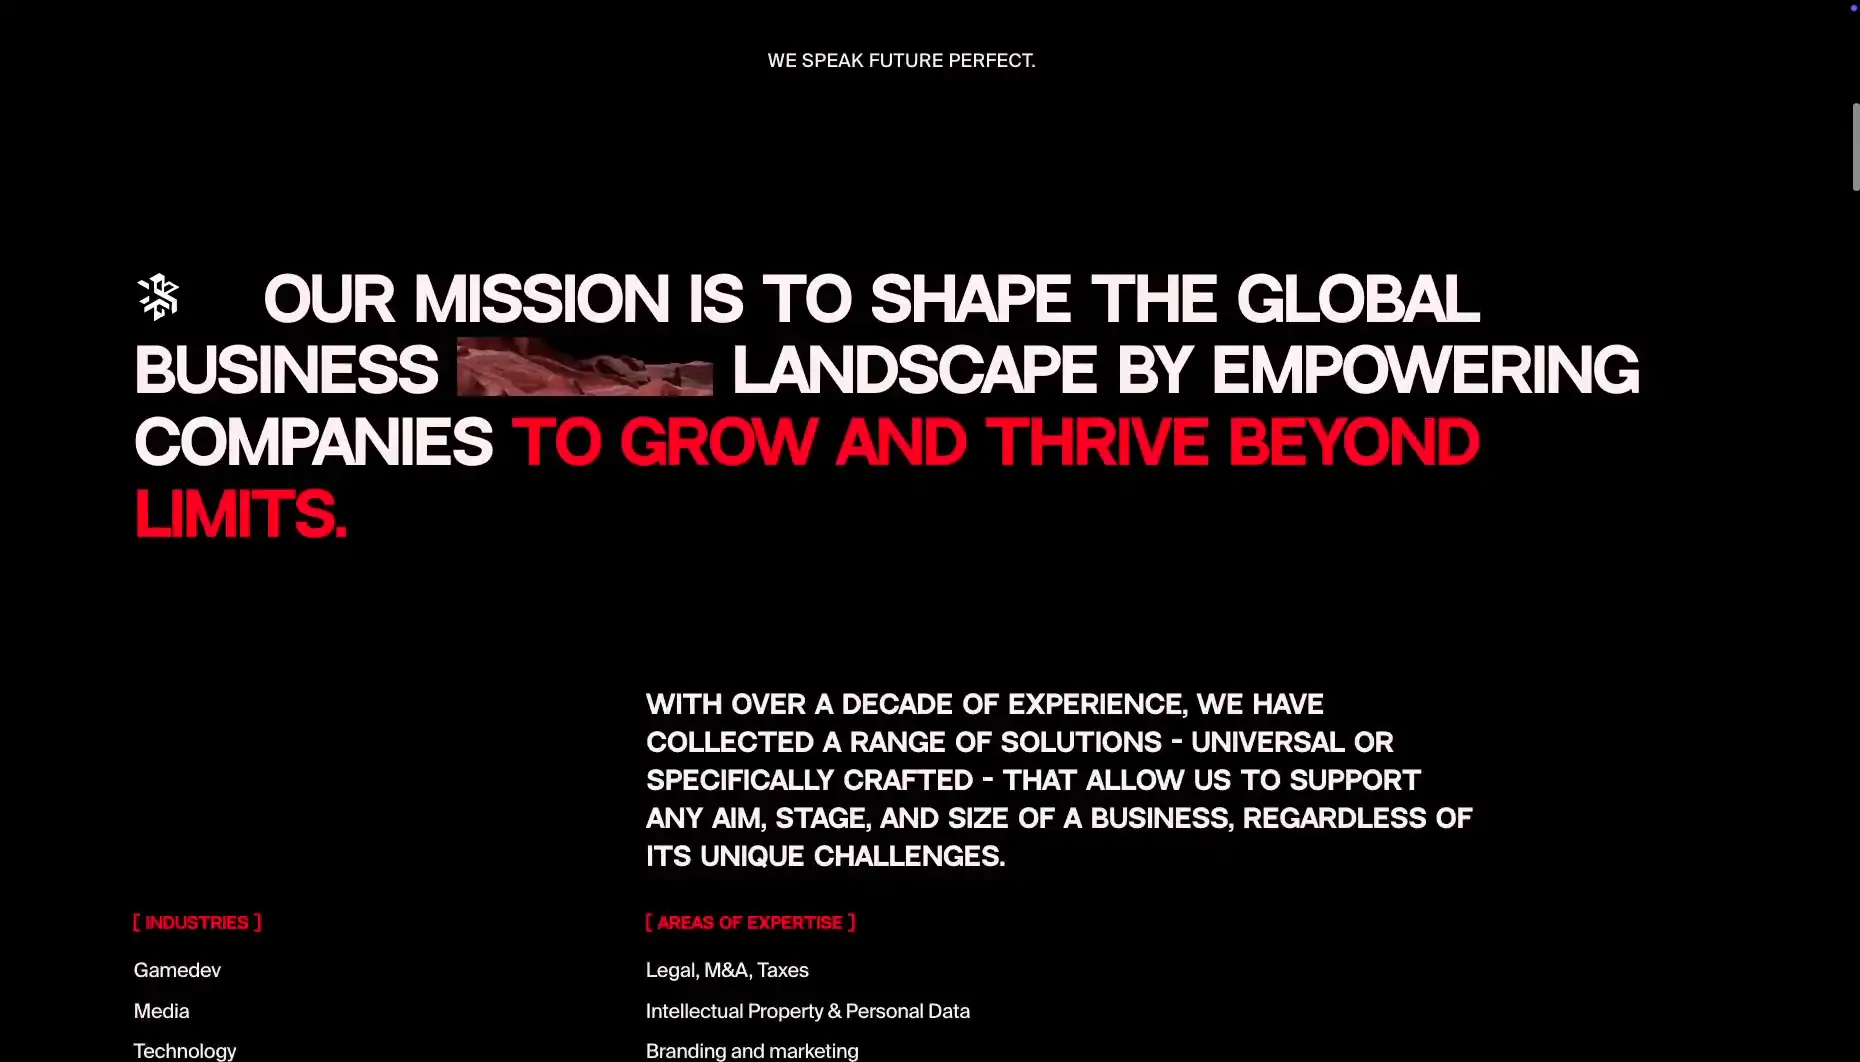 WE SPEAK FUTURE PERFECT.
OUR MISSION IS TO SHAPE THE GLOBAL
BUSINESS LANDSCAPE BY EMPOWERING
COMPANIES TO GROW AND THRIVE BEYOND
LIMITS.
WITH OVER A DECADE OF EXPERIENCE, WE HAVE
COLLECTED A RANGE OF SOLUTIONS - UNIVERSAL OR
SPECIFICALLY CRAFTED - THAT ALLOW US TO SUPPORT
ANY AIM, STAGE, AND SIZE OF A BUSINESS, REGARDLESS OF
ITS UNIQUE CHALLENGES.
[ INDUSTRIES ]
Gamedev
Media
Technology
[ AREAS OF EXPERTISE ]
Legal, M&A, Taxes
Intellectual Property & Personal Data
Branding and marketing